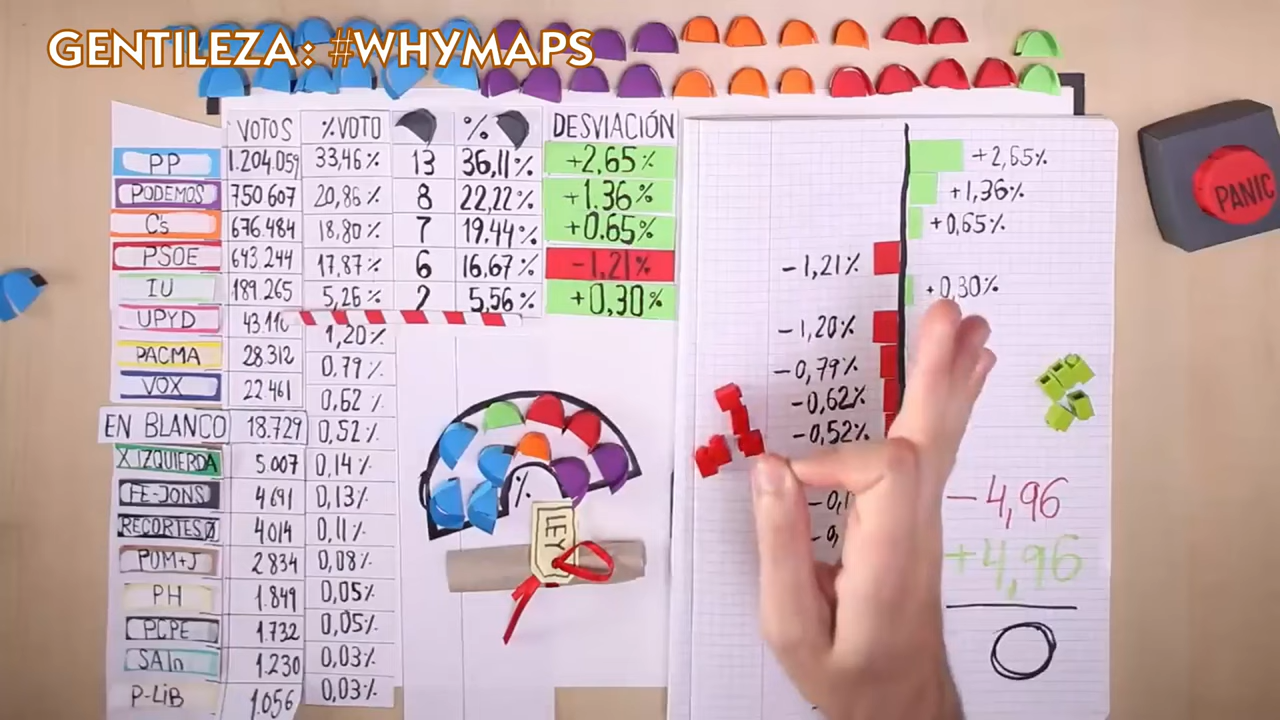 GENTILEZA: #WHYMAPS
VOTOS %VOTO % DESVIACIÓN
PP 1.204.059 33,46% 13 36,11% +2,65%
PODEMOS 750.607 20,86% 8 22,22% +1.36%
C's 676.484 18,80% 7 19.44% +0.65%
PSOE 643.244 17,87% 6 16,67% -1,21%
IU 189.265 5,26% 2 5,56% +0,30%
UPYD 1,20%
PACMA 28.312 0,79%
VOX 22.461 0,62%
EN BLANCO 18.729 0,52%
X IZQUIERDA 5.007 0,14%
FE-JONS 4691 0,13%
RECORTES Ø 4.014 0,11%
PUM+J 2834 0,08%
PH 1.849 0,05%
PCPE 1.732 0,05%
SAIn 1.230 0,03%
P-LIB 1.056 0,03%
%
LEY
+2,65%
+1,36%
+0,65%
-1,21%
+0,30%
-1,20%
-0,79%
-0,62%
-0,52%
-4,96
+4,96
0
PANIC